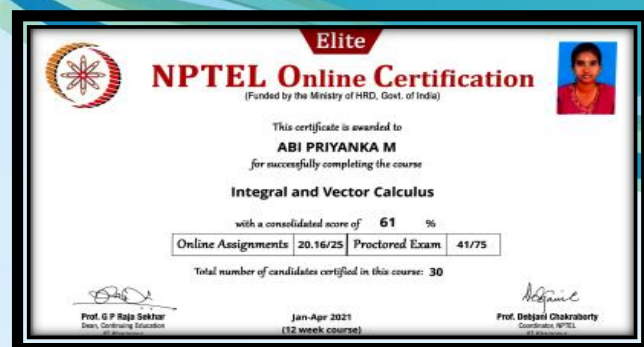 Elite
NPTEL Online Certification
(Funded by the Ministry of HRD, Govt. of India)
This certificate is awarded to
ABI PRIYANKA M
for successfully completing the course
Integral and Vector Calculus
with a consolidated score of 61 %
Online Assignments 20.16/25 Proctored Exam 41/75
Total number of candidates certified in this course: 30
Prof. G P Raja Sekhar
Dean, Continuing Education
Jan-Apr 2021
(12 week course)
Prof. Debjani Chakraborty
Coordinator, NPTEL